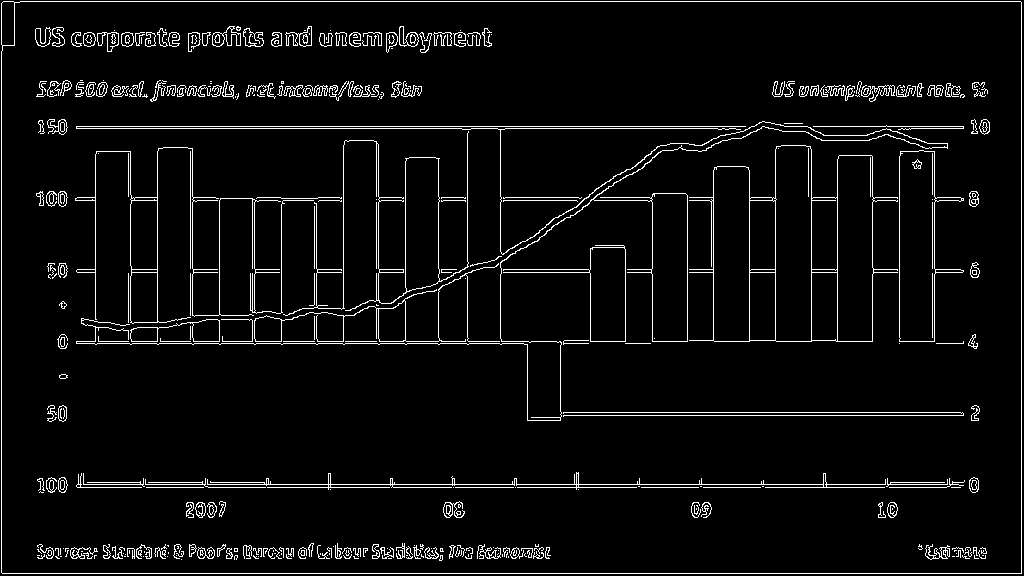 US corporate profits and unemployment
S&P 500 excl. financials, net income/loss, $bn
US unemployment rate, %
150 10
100 8
50 6
+
0 4
–
50 2
100 0
2007 08 09 10
*
Sources: Standard & Poor's; Bureau of Labour Statistics; The Economist
*Estimate